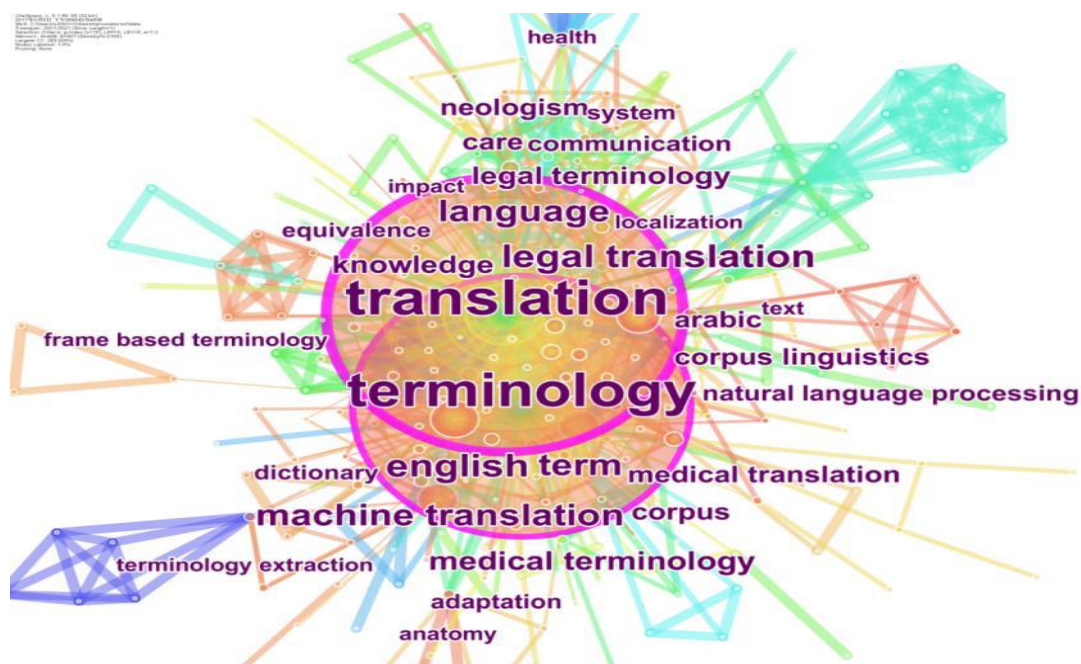 health
neologism system
care communication
impact legal terminology
language localization
equivalence
knowledge legal translation
translation
arabic text
frame based terminology
corpus linguistics
terminology natural language processing
dictionary english term medical translation
machine translation corpus
terminology extraction medical terminology
adaptation
anatomy